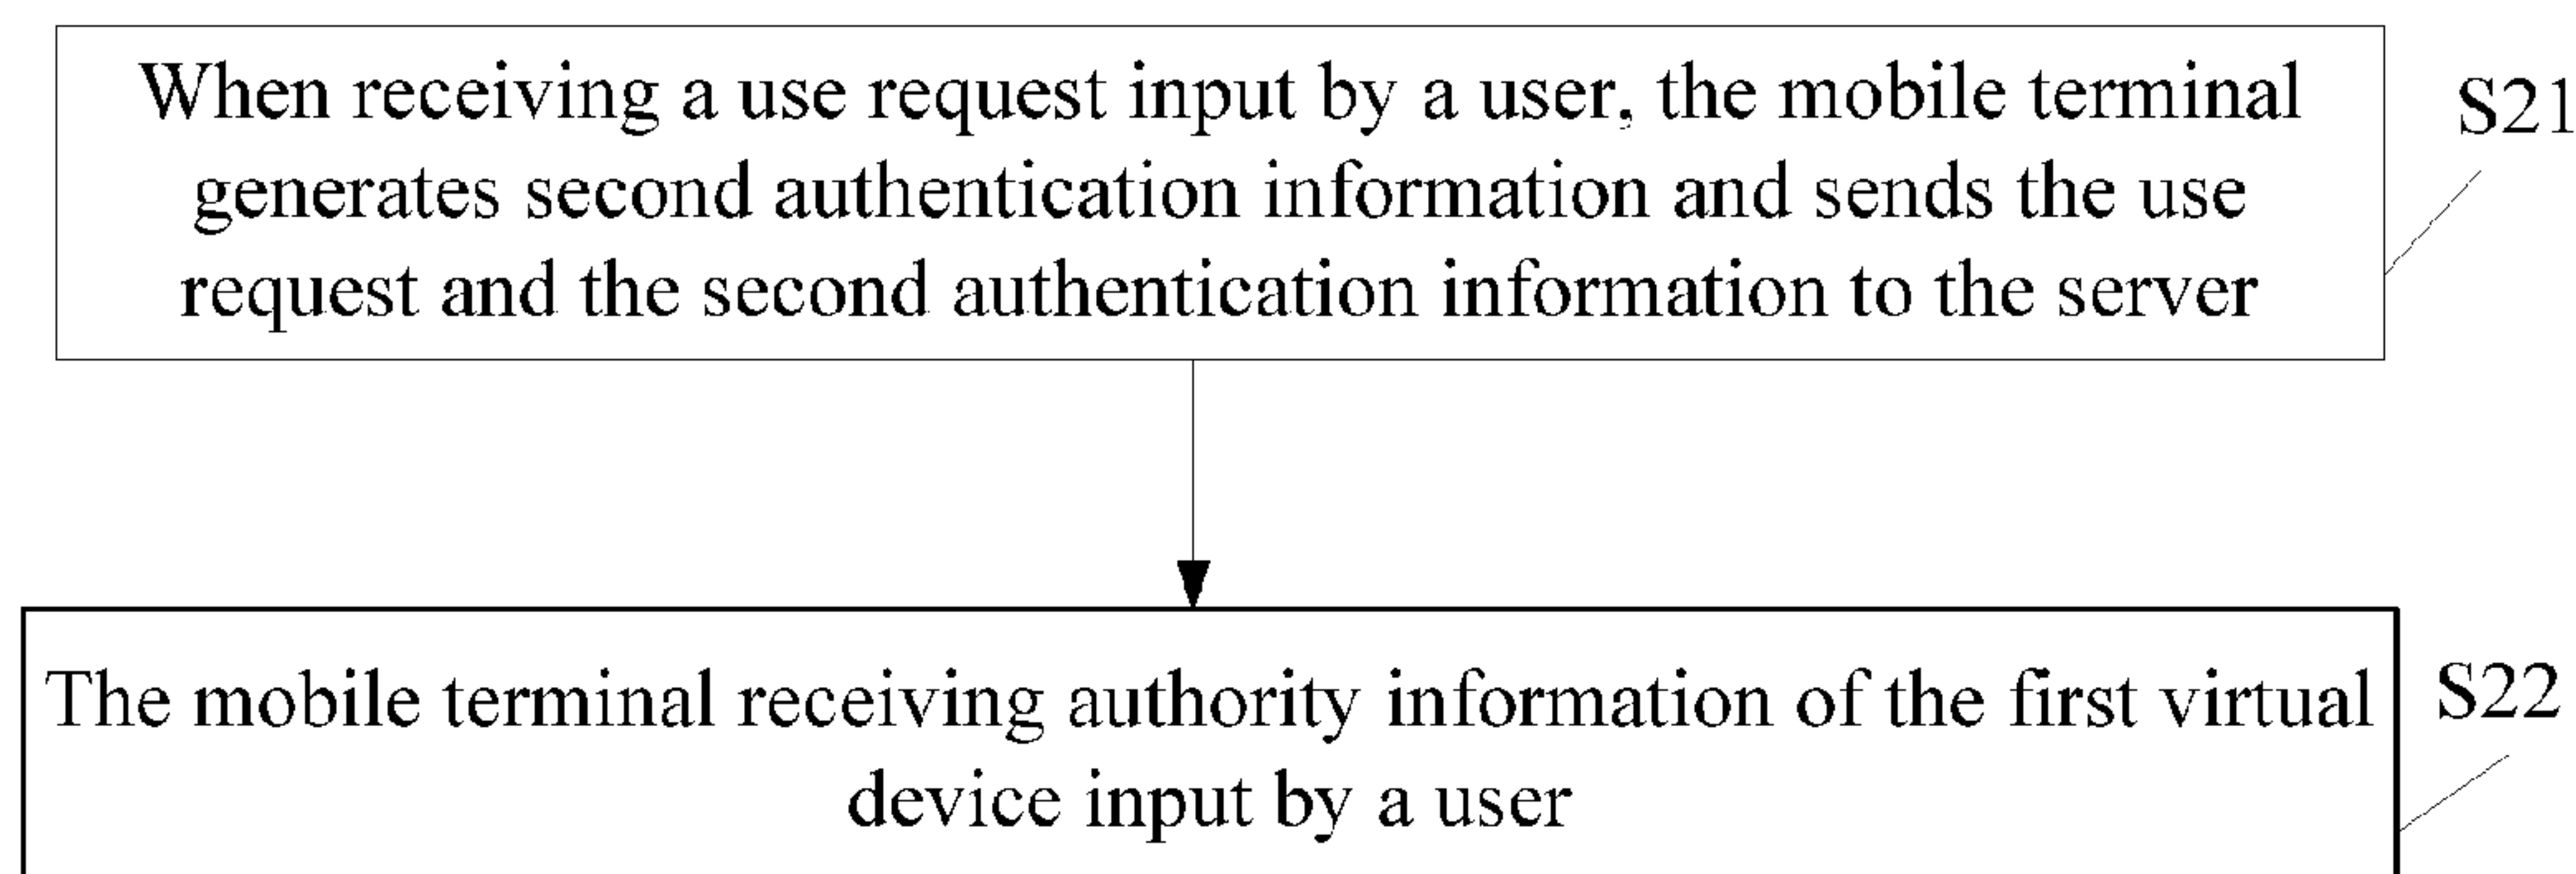 When receiving a use request input by a user, the mobile terminal
generates second authentication information and sends the use
request and the second authentication information to the server
S21
The mobile terminal receiving authority information of the first virtual
device input by a user
S22